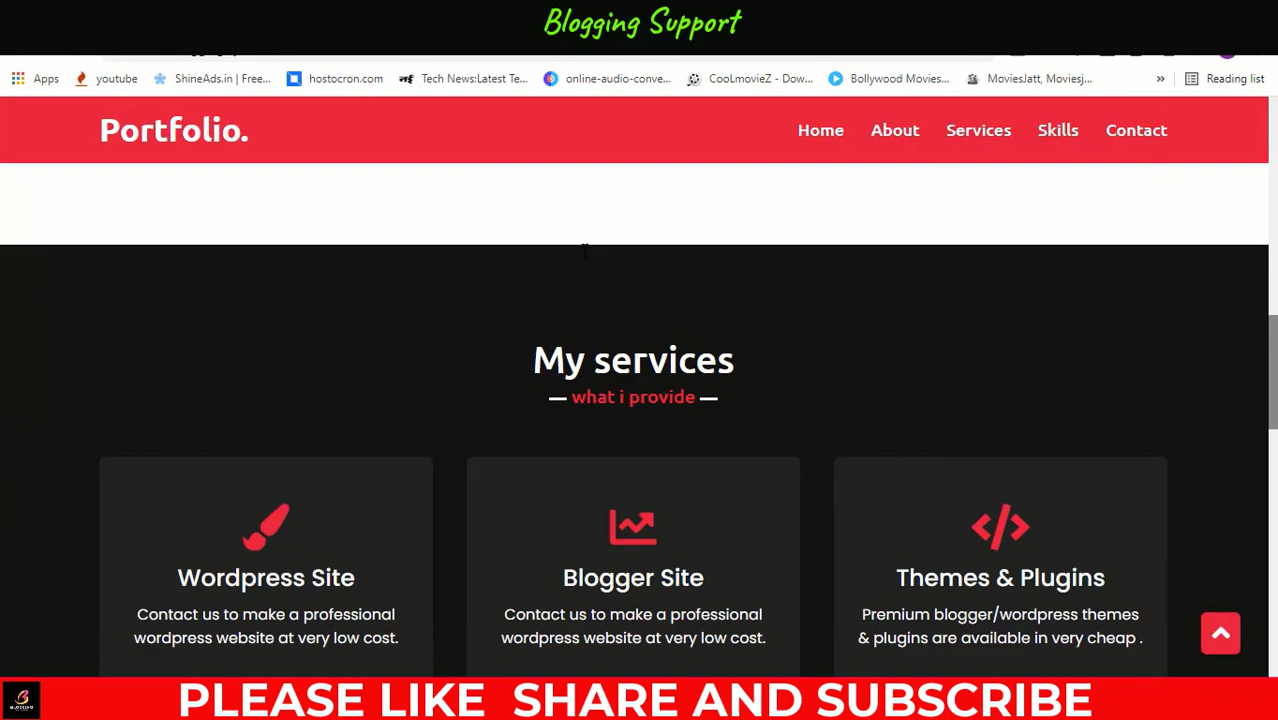 Blogging Support
Apps youtube ShineAds.in | Free... hostocron.com Tech News:Latest Te... online-audio-conve... CooLmovieZ - Dow... Bollywood Movies... MoviesJatt, Moviesj... » Reading list
Portfolio. Home About Services Skills Contact
My services
what i provide
Wordpress Site
Contact us to make a professional
wordpress website at very low cost.
Blogger Site
Contact us to make a professional
wordpress website at very low cost.
Themes & Plugins
Premium blogger/wordpress themes
& plugins are available in very cheap .
PLEASE LIKE SHARE AND SUBSCRIBE